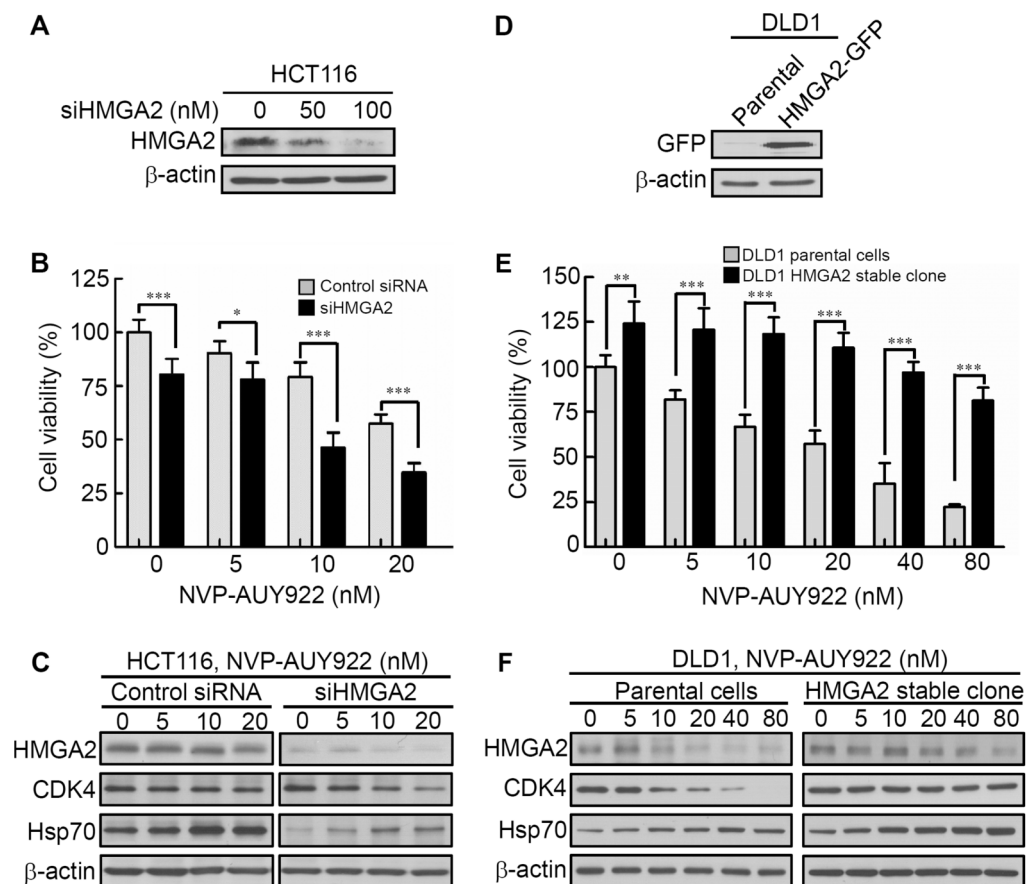 A
HCT116
siHMGA2 (nM) 0 50 100
HMGA2
β-actin
B
125
100
75
50
25
0
Cell viability (%)
Control siRNA
siHMGA2
***
*
***
***
0 5 10 20
NVP-AUY922 (nM)
C
HCT116, NVP-AUY922 (nM)
Control siRNA siHMGA2
0 5 10 20 0 5 10 20
HMGA2
CDK4
Hsp70
β-actin
D
DLD1
Parental
HMGA2-GFP
GFP
β-actin
E
DLD1 parental cells
DLD1 HMGA2 stable clone
150
125
100
75
50
25
0
Cell viability (%)
**
***
***
***
***
***
0 5 10 20 40 80
NVP-AUY922 (nM)
F
DLD1, NVP-AUY922 (nM)
Parental cells HMGA2 stable clone
0 5 10 20 40 80 0 5 10 20 40 80
HMGA2
CDK4
Hsp70
β-actin